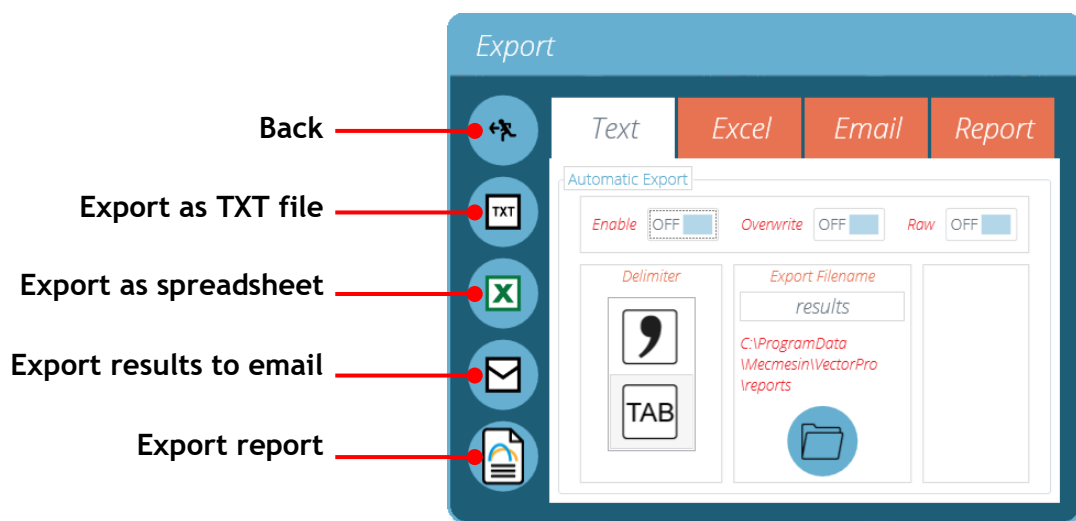 Export
Back
Export as TXT file
Export as spreadsheet
Export results to email
Export report
TXT
X
Text Excel Email Report
Automatic Export
Enable OFF Overwrite OFF Raw OFF
Delimiter
,
TAB
Export Filename
results
C:\ProgramData
\Mecmesin\VectorPro
\reports